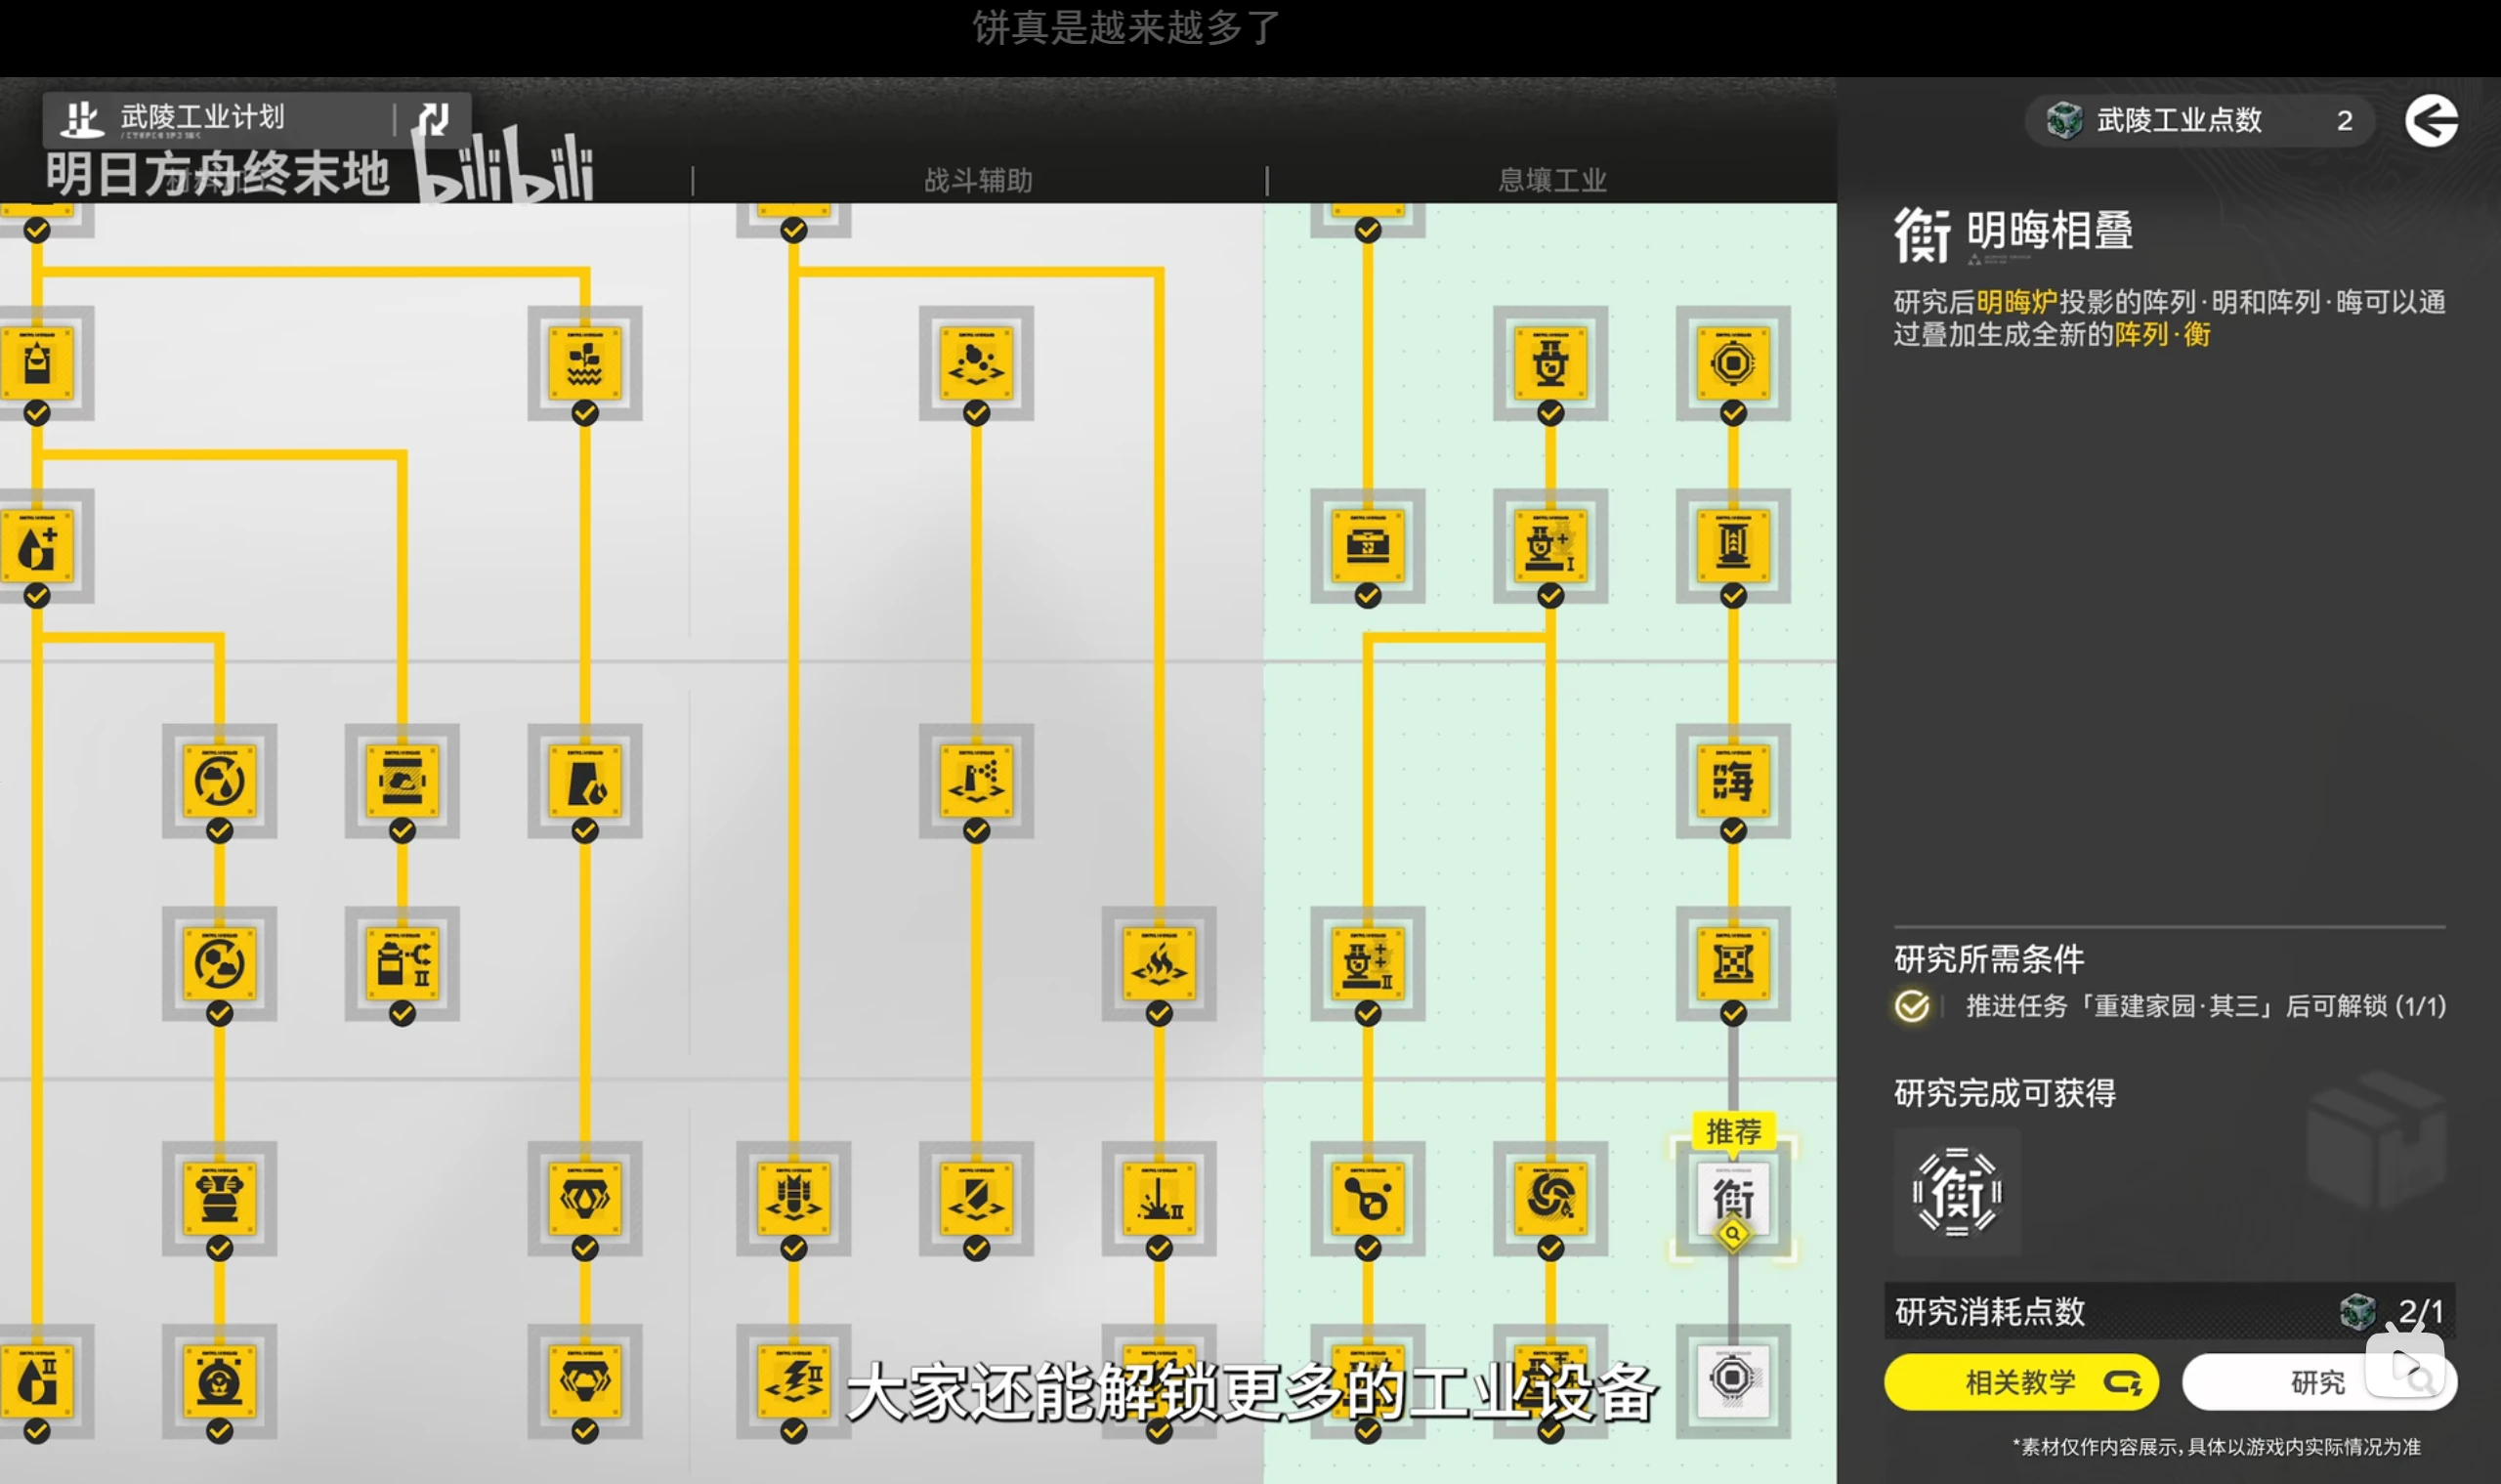 饼真是越来越多了
武陵工业计划
武陵工业点数 2
明日方舟终末地 bilibili
战斗辅助
息壤工业
衡 明晦相叠
研究后明晦炉投影的阵列·明和阵列·晦可以通
过叠加生成全新的阵列·衡
晦
研究所需条件
推进任务「重建家园·其三」后可解锁 (1/1)
研究完成可获得
推荐
衡
衡
研究消耗点数 2/1
大家还能解锁更多的工业设备
相关教学
研究
*素材仅作内容展示，具体以游戏内实际情况为准